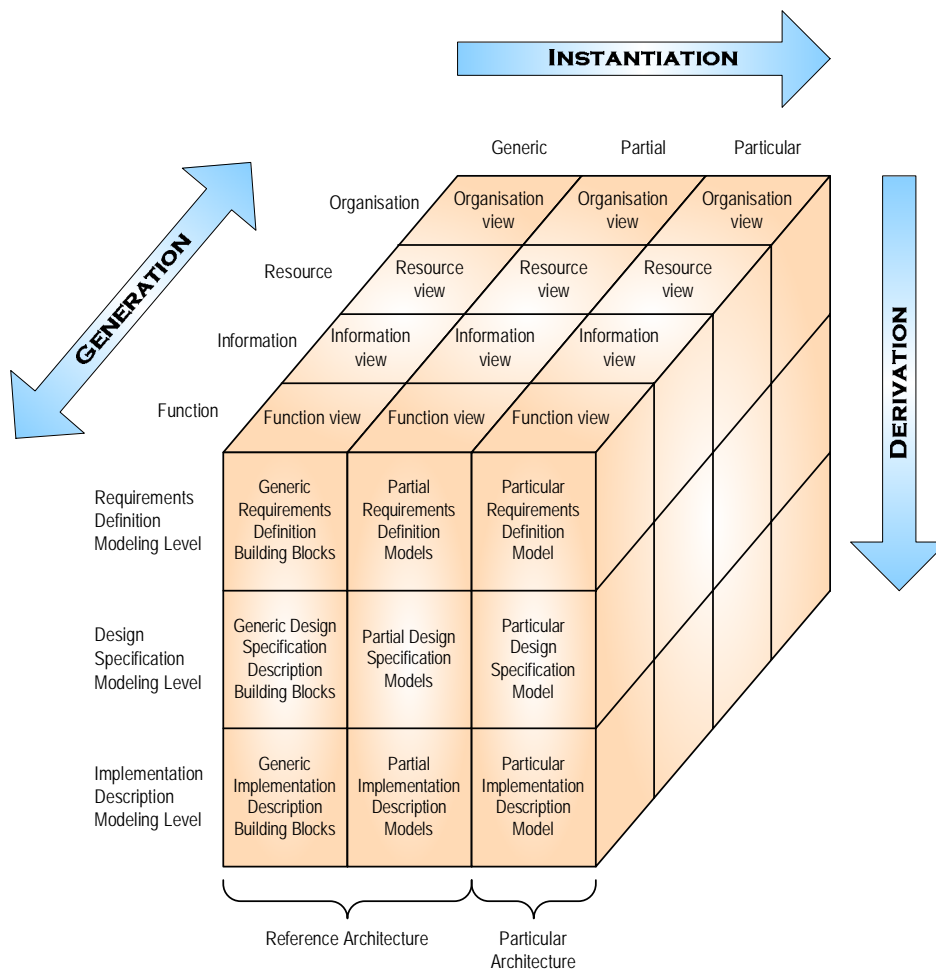 INSTANTIATION
Generic Partial Particular
GENERATION
DERIVATION
Organisation
Organisation view
Organisation view
Organisation view
Resource
Resource view
Resource view
Resource view
Information
Information view
Information view
Information view
Function
Function view
Function view
Function view
Requirements
Definition
Modeling Level
Generic
Requirements
Definition
Building Blocks
Partial
Requirements
Definition
Models
Particular
Requirements
Definition
Model
Design
Specification
Modeling Level
Generic Design
Specification
Description
Building Blocks
Partial Design
Specification
Models
Particular
Design
Specification
Model
Implementation
Description
Modeling Level
Generic
Implementation
Description
Building Blocks
Partial
Implementation
Description
Models
Particular
Implementation
Description
Model
Reference Architecture
Particular
Architecture